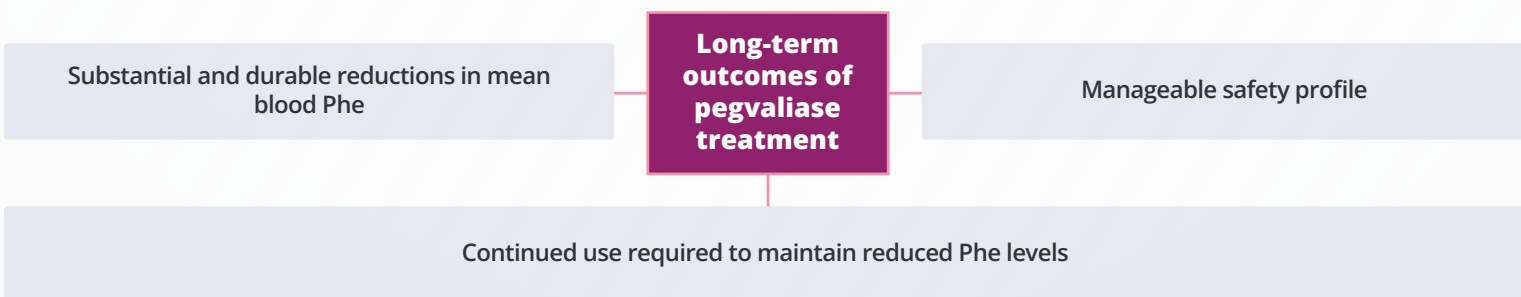 Substantial and durable reductions in mean
blood Phe
Long-term
outcomes of
pegvaliase
treatment
Manageable safety profile
Continued use required to maintain reduced Phe levels